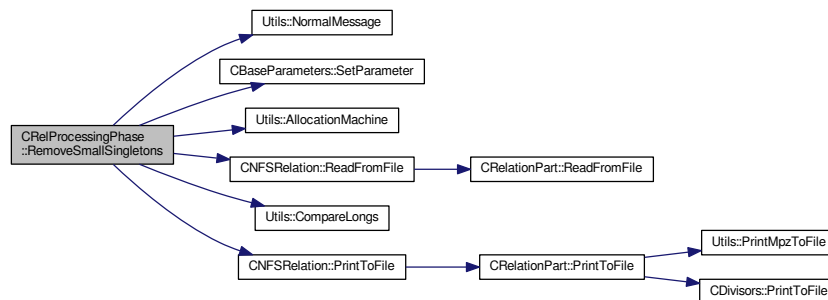 Utils::NormalMessage
CBaseParameters::SetParameter
Utils::AllocationMachine
CRelProcessingPhase
::RemoveSmallSingletons
CNFSRelation::ReadFromFile
CRelationPart::ReadFromFile
Utils::CompareLongs
Utils::PrintMpzToFile
CNFSRelation::PrintToFile
CRelationPart::PrintToFile
CDivisors::PrintToFile